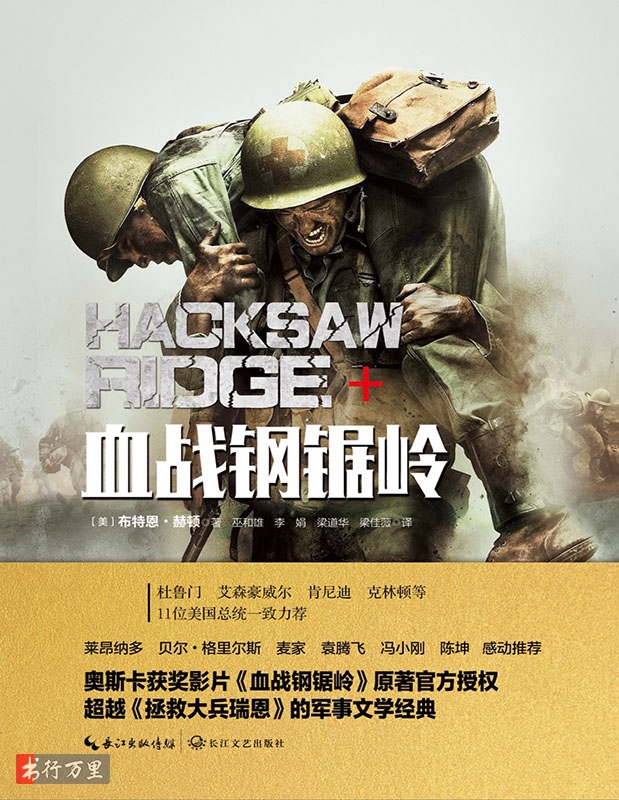 HACKSAW
RIDGE +
血战钢锯岭
[美] 布特恩·赫顿 著 巫和雄 李娟 梁道华 梁佳薇 译
杜鲁门 艾森豪威尔 肯尼迪 克林顿等
11位美国总统一致力荐
莱昂纳多 贝尔·格里尔斯 麦家 袁腾飞 冯小刚 陈坤 感动推荐
奥斯卡获奖影片《血战钢锯岭》原著官方授权
超越《拯救大兵瑞恩》的军事文学经典
长江出版传媒 长江文艺出版社
书行万里